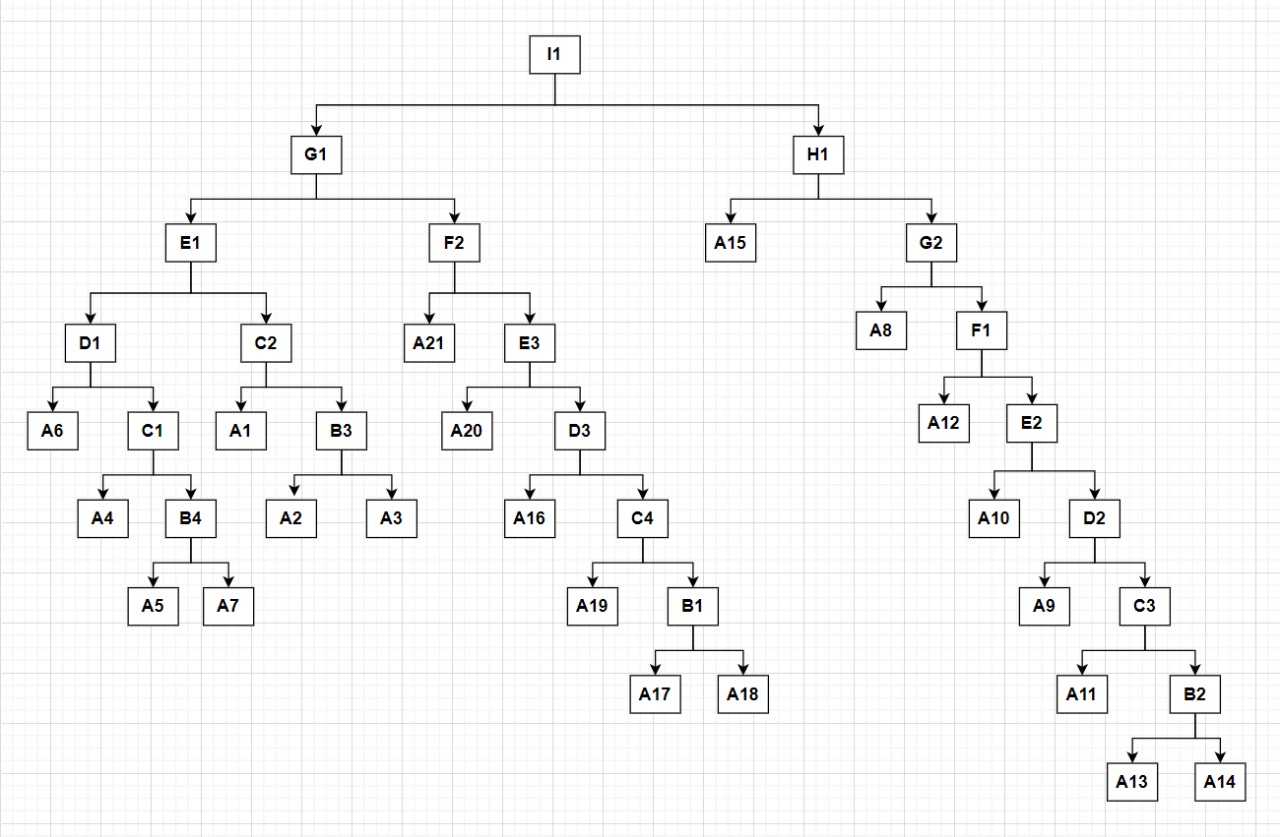 I1
G1 H1
E1 F2 A15 G2
D1 C2 A21 E3 A8 F1
A6 C1 A1 B3 A20 D3 A12 E2
A4 B4 A2 A3 A16 C4 A10 D2
A5 A7 A19 B1 A9 C3
A17 A18 A11 B2
A13 A14